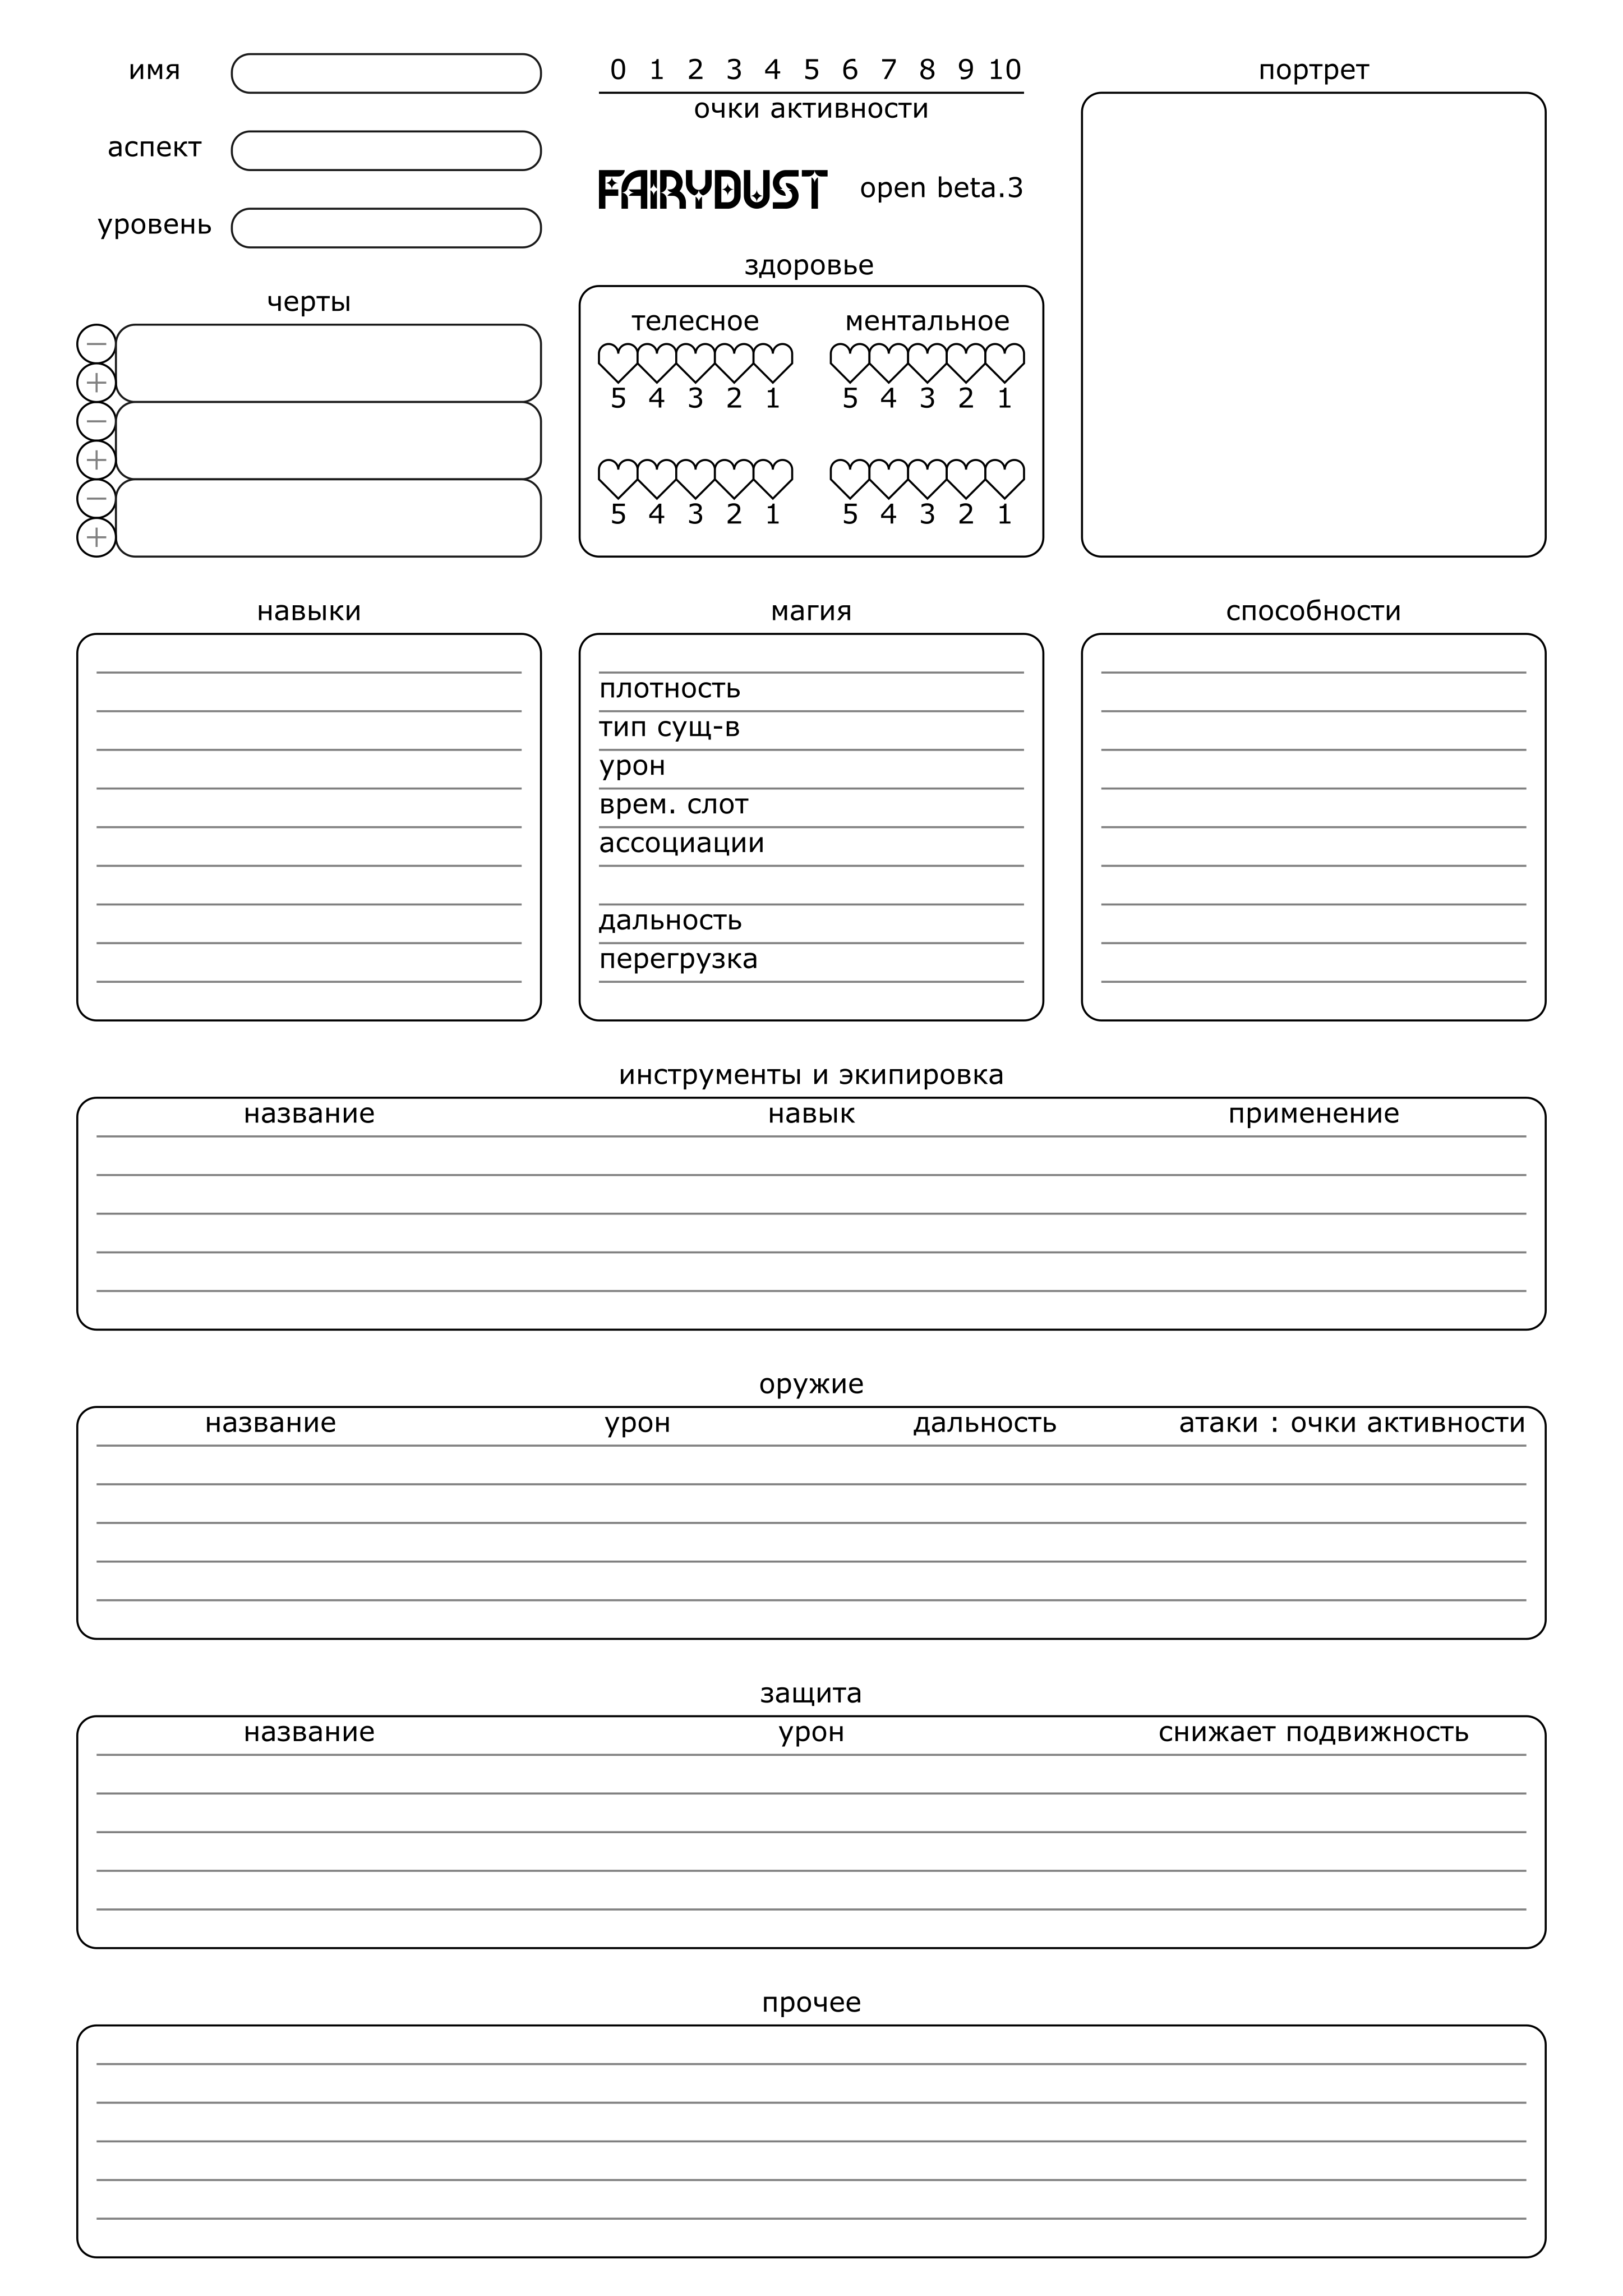 имя
аспект
уровень
черты
−
+
−
+
−
+
0 1 2 3 4 5 6 7 8 9 10
очки активности
FAIRYDUST open beta.3
здоровье
телесное ментальное
5 4 3 2 1 5 4 3 2 1
5 4 3 2 1 5 4 3 2 1
портрет
навыки
магия
плотность
тип сущ-в
урон
врем. слот
ассоциации
дальность
перегрузка
способности
инструменты и экипировка
название навык применение
оружие
название урон дальность атаки : очки активности
защита
название урон снижает подвижность
прочее